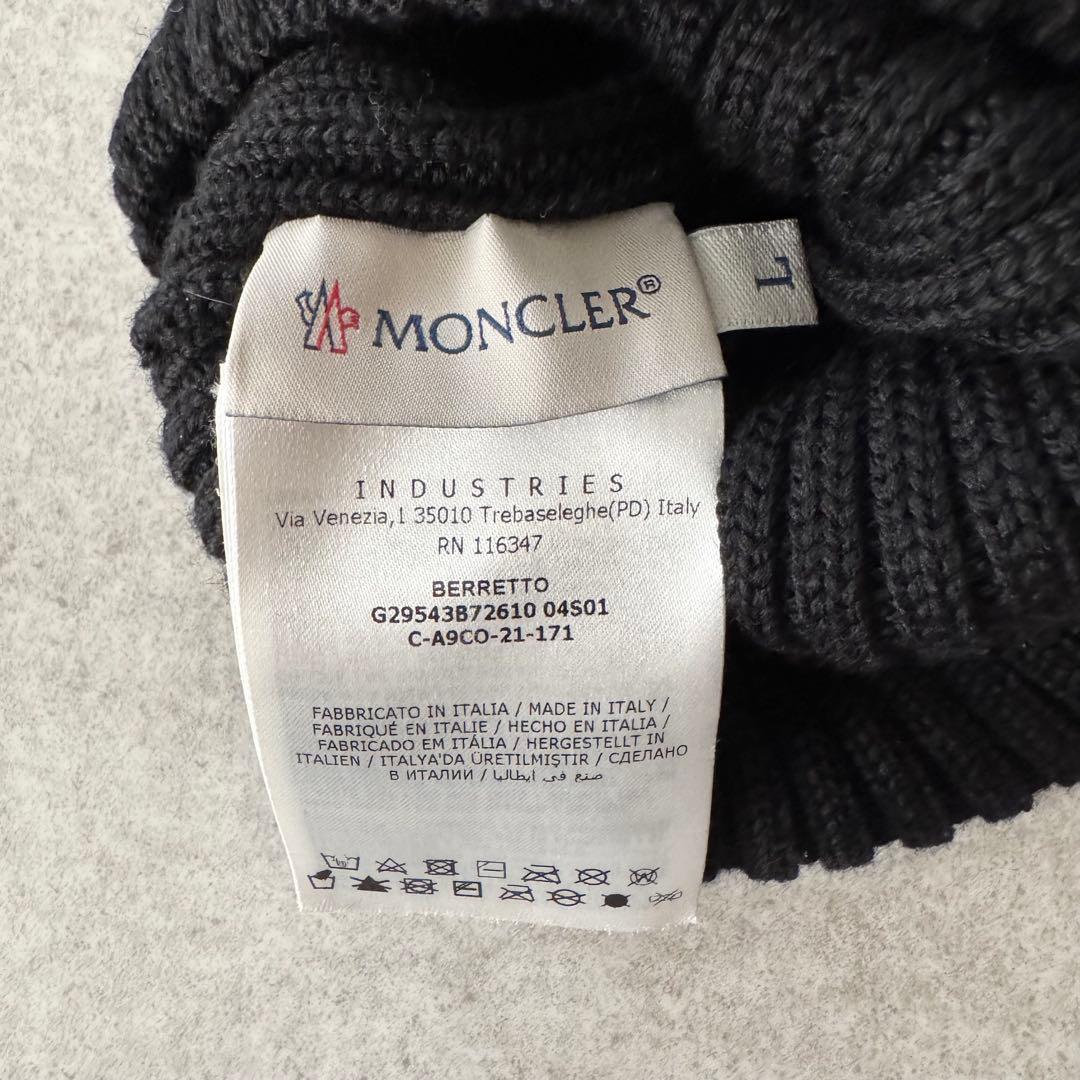 MONCLER®
L
INDUSTRIES
Via Venezia,1 35010 Trebaseleghe(PD) Italy
RN 116347
BERRETTO
G29543B72610 04S01
C-A9CO-21-171
FABBRICATO IN ITALIA / MADE IN ITALY /
FABRIQUÉ EN ITALIE / HECHO EN ITALIA /
FABRICADO EM ITÁLIA / HERGESTELLT IN
ITALIEN / ITALYA'DA ÜRETILMIŞTIR / СДЕЛАНО
В ИТАЛИИ / صنع في ايطاليا